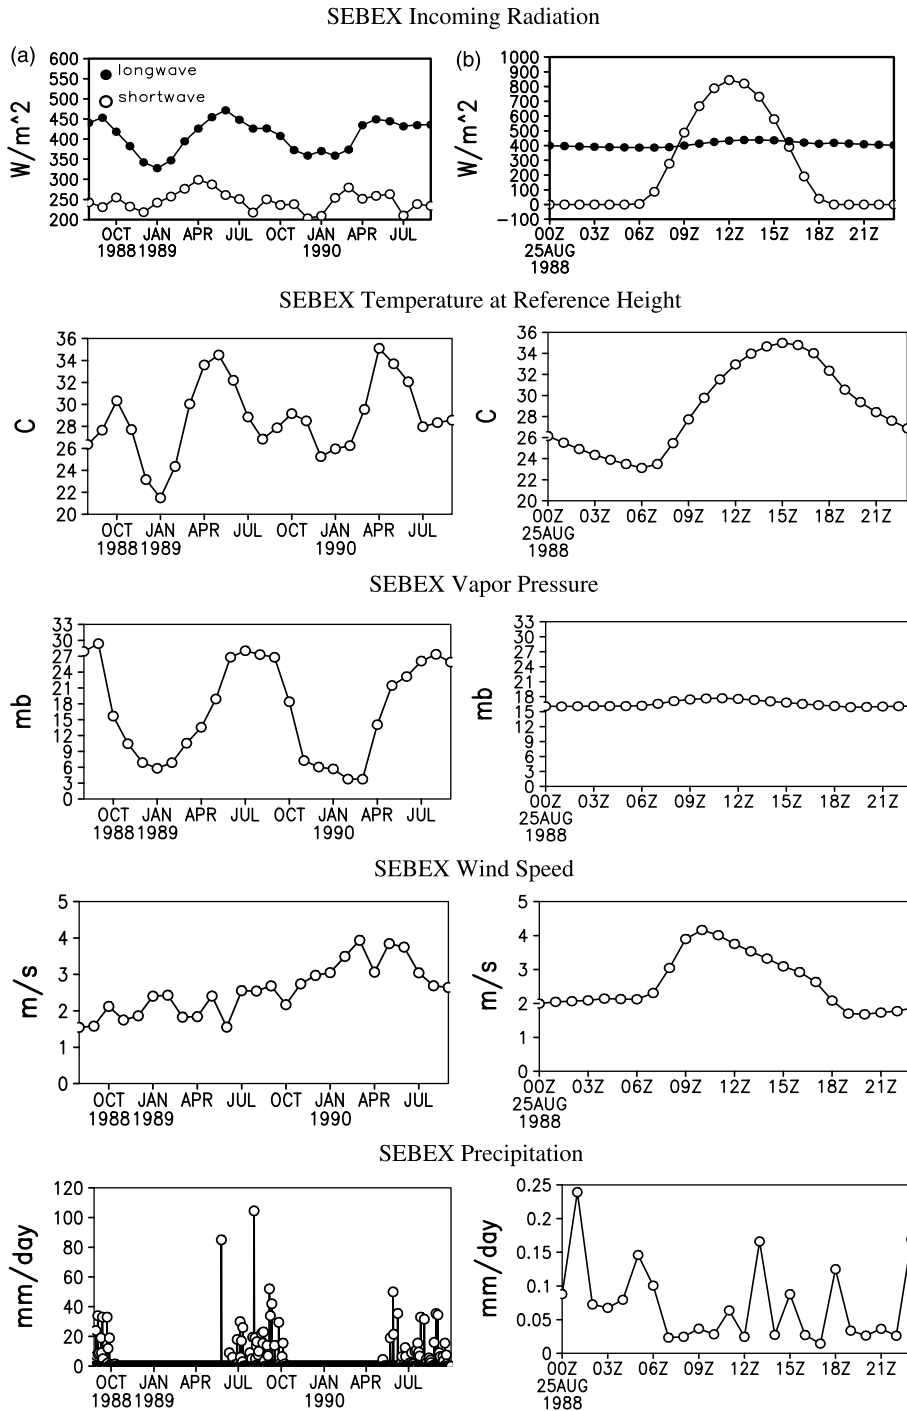 SEBEX Incoming Radiation
(a)
600
550
500
450
400
350
300
250
200
W/m^2
longwave
shortwave
OCT JAN APR JUL OCT JAN APR JUL
1988 1989 1990
(b)
1000
900
800
700
600
500
400
300
200
100
0
-100
W/m^2
00Z 03Z 06Z 09Z 12Z 15Z 18Z 21Z
25AUG
1988
SEBEX Temperature at Reference Height
36
34
32
30
28
26
24
22
20
C
OCT JAN APR JUL OCT JAN APR JUL
1988 1989 1990
36
34
32
30
28
26
24
22
20
C
00Z 03Z 06Z 09Z 12Z 15Z 18Z 21Z
25AUG
1988
SEBEX Vapor Pressure
33
30
27
24
21
18
15
12
9
6
3
0
mb
OCT JAN APR JUL OCT JAN APR JUL
1988 1989 1990
33
30
27
24
21
18
15
12
9
6
3
0
mb
00Z 03Z 06Z 09Z 12Z 15Z 18Z 21Z
25AUG
1988
SEBEX Wind Speed
5
4
3
2
1
0
m/s
OCT JAN APR JUL OCT JAN APR JUL
1988 1989 1990
5
4
3
2
1
0
m/s
00Z 03Z 06Z 09Z 12Z 15Z 18Z 21Z
25AUG
1988
SEBEX Precipitation
120
100
80
60
40
20
0
mm/day
OCT JAN APR JUL OCT JAN APR JUL
1988 1989 1990
0.25
0.2
0.15
0.1
0.05
0
mm/day
00Z 03Z 06Z 09Z 12Z 15Z 18Z 21Z
25AUG
1988